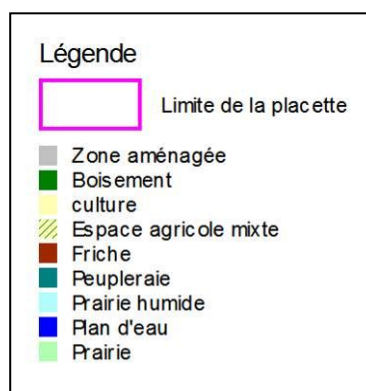 Légende
Limite de la placette
Zone aménagée
Boisement
culture
Espace agricole mixte
Friche
Peupleraie
Prairie humide
Plan d'eau
Prairie